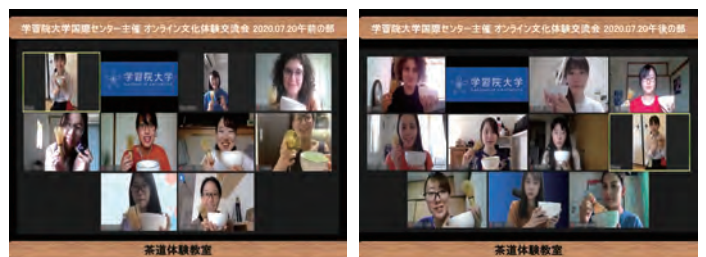 学習院大学国際センター主催 オンライン文化体験交流会 2020.07.20午前の部
学習院大学
茶道体験教室
学習院大学国際センター主催 オンライン文化体験交流会 2020.07.20午後の部
学習院大学
茶道体験教室